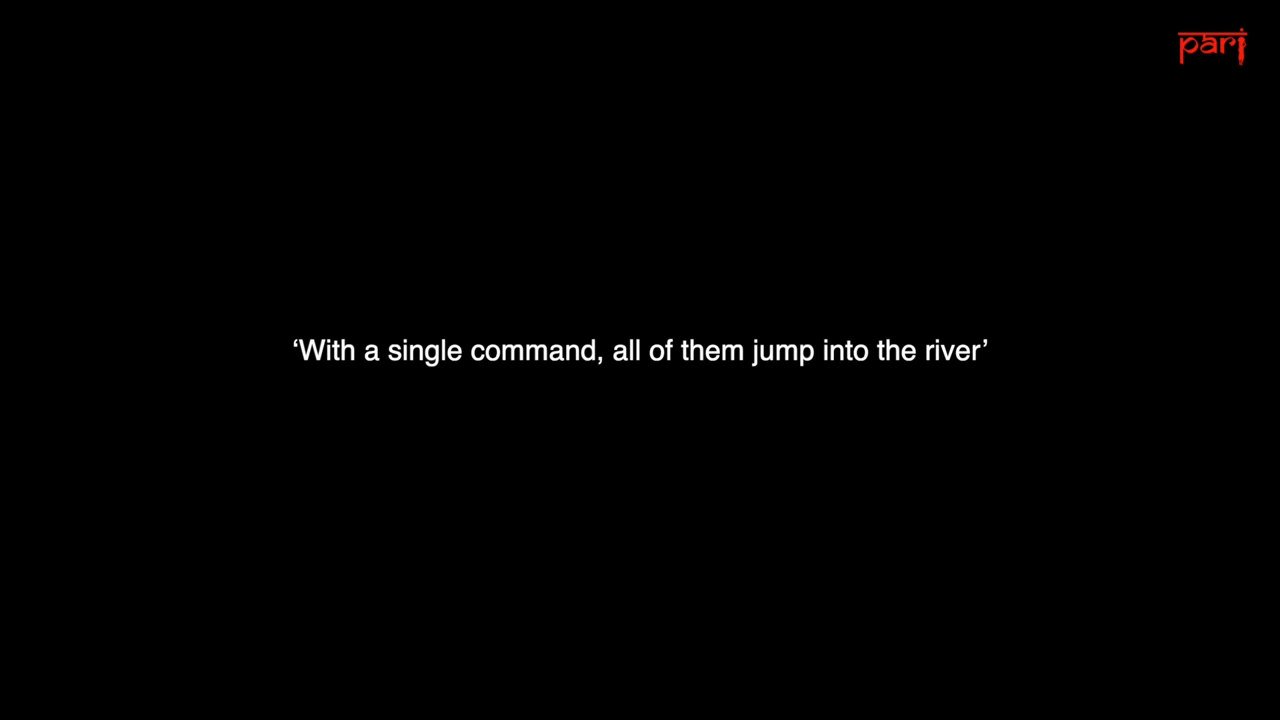 pari
‘With a single command, all of them jump into the river’